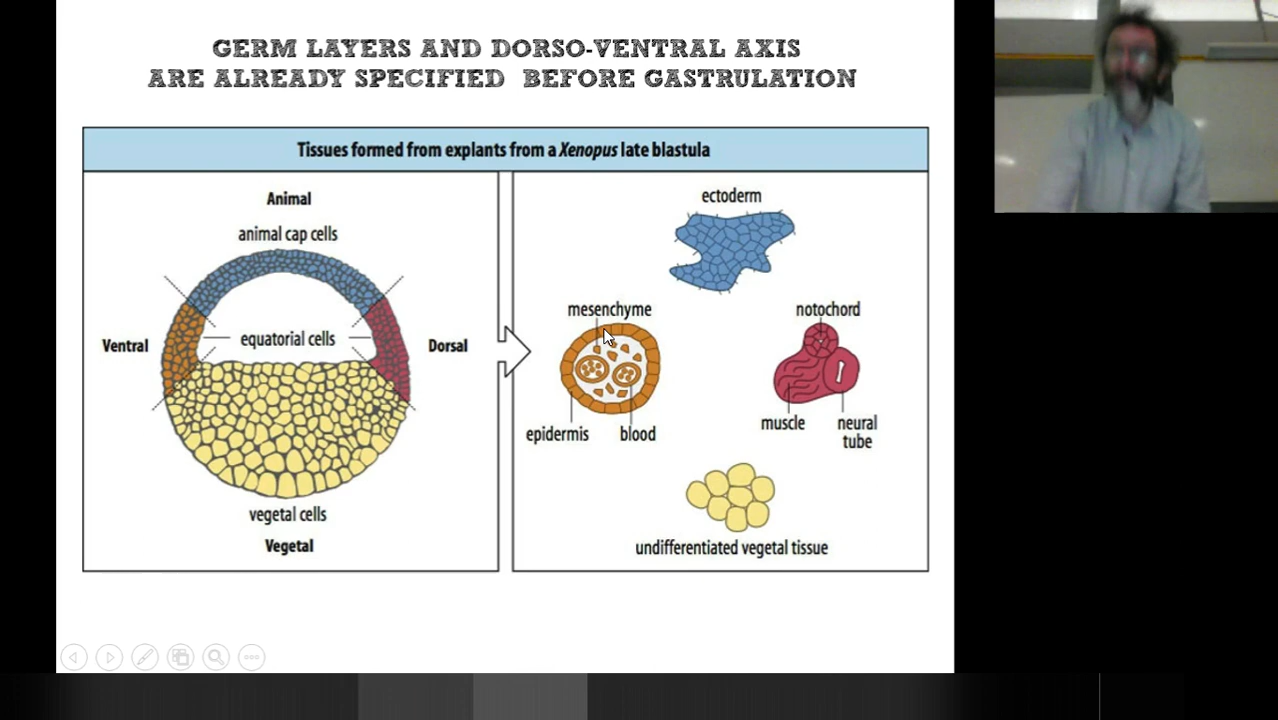 GERM LAYERS AND DORSO-VENTRAL AXIS
ARE ALREADY SPECIFIED BEFORE GASTRULATION
Tissues formed from explants from a Xenopus late blastula
Animal
animal cap cells
Ventral
equatorial cells
Dorsal
vegetal cells
Vegetal
ectoderm
mesenchyme
notochord
epidermis
blood
muscle
neural
tube
undifferentiated vegetal tissue